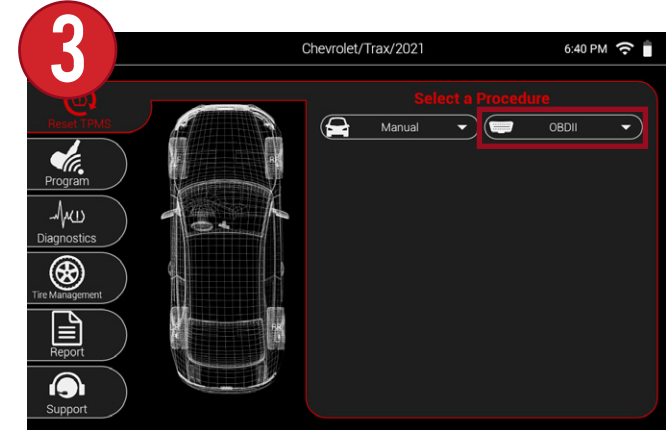 3
Chevrolet/Trax/2021
6:40 PM
Reset TPMS
Select a Procedure
Manual
OBDII
Program
Diagnostics
Tire Management
Report
Support